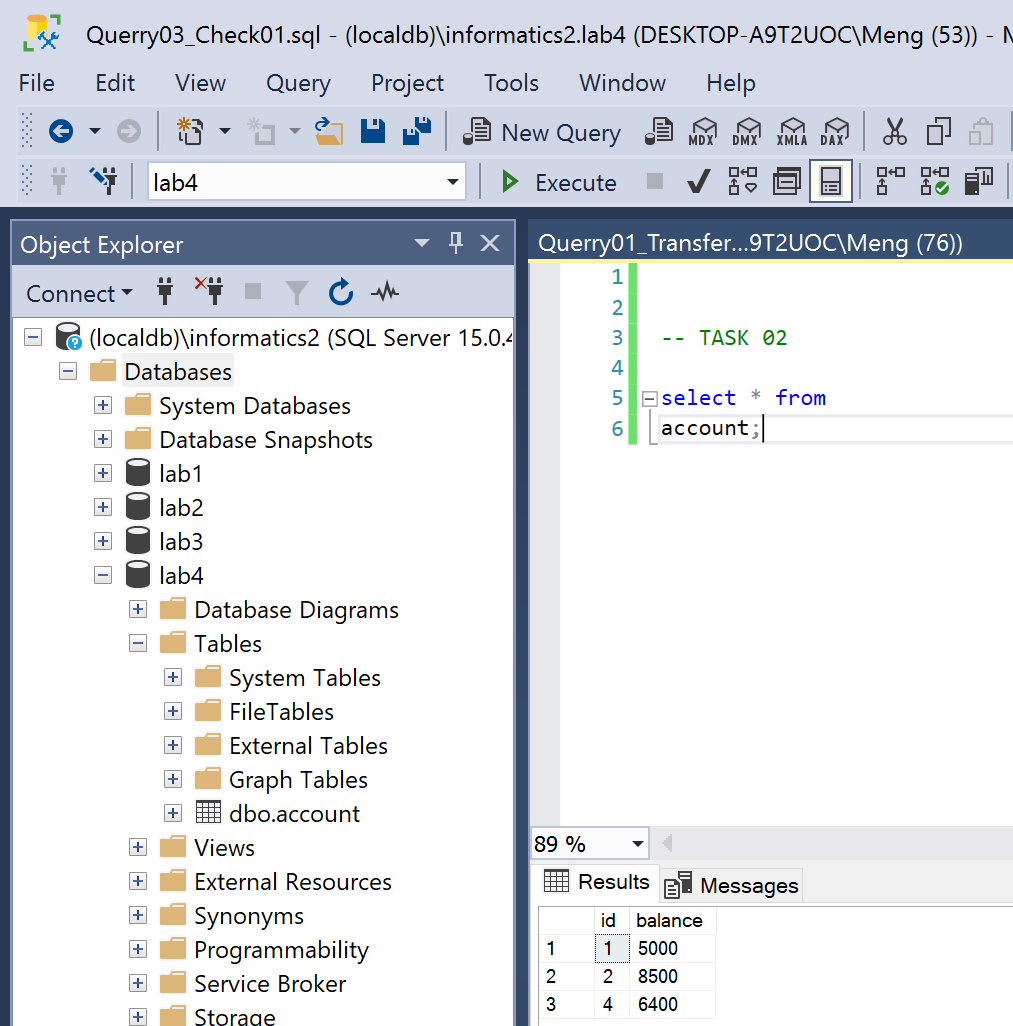 Querry03_Check01.sql - (localdb)\informatics2.lab4 (DESKTOP-A9T2UOC\Meng (53)) -
File Edit View Query Project Tools Window Help
New Query MDX DMX XMLA DAX
lab4 Execute
Object Explorer
Connect
(localdb)\informatics2 (SQL Server 15.0.4
Databases
System Databases
Database Snapshots
lab1
lab2
lab3
lab4
Database Diagrams
Tables
System Tables
FileTables
External Tables
Graph Tables
dbo.account
Views
External Resources
Synonyms
Programmability
Service Broker
Storage
Querry01_Transfer...9T2UOC\Meng (76))
1
2
3 -- TASK 02
4
5 select * from
6 account;
89 %
Results Messages
id balance
1 1 5000
2 2 8500
3 4 6400